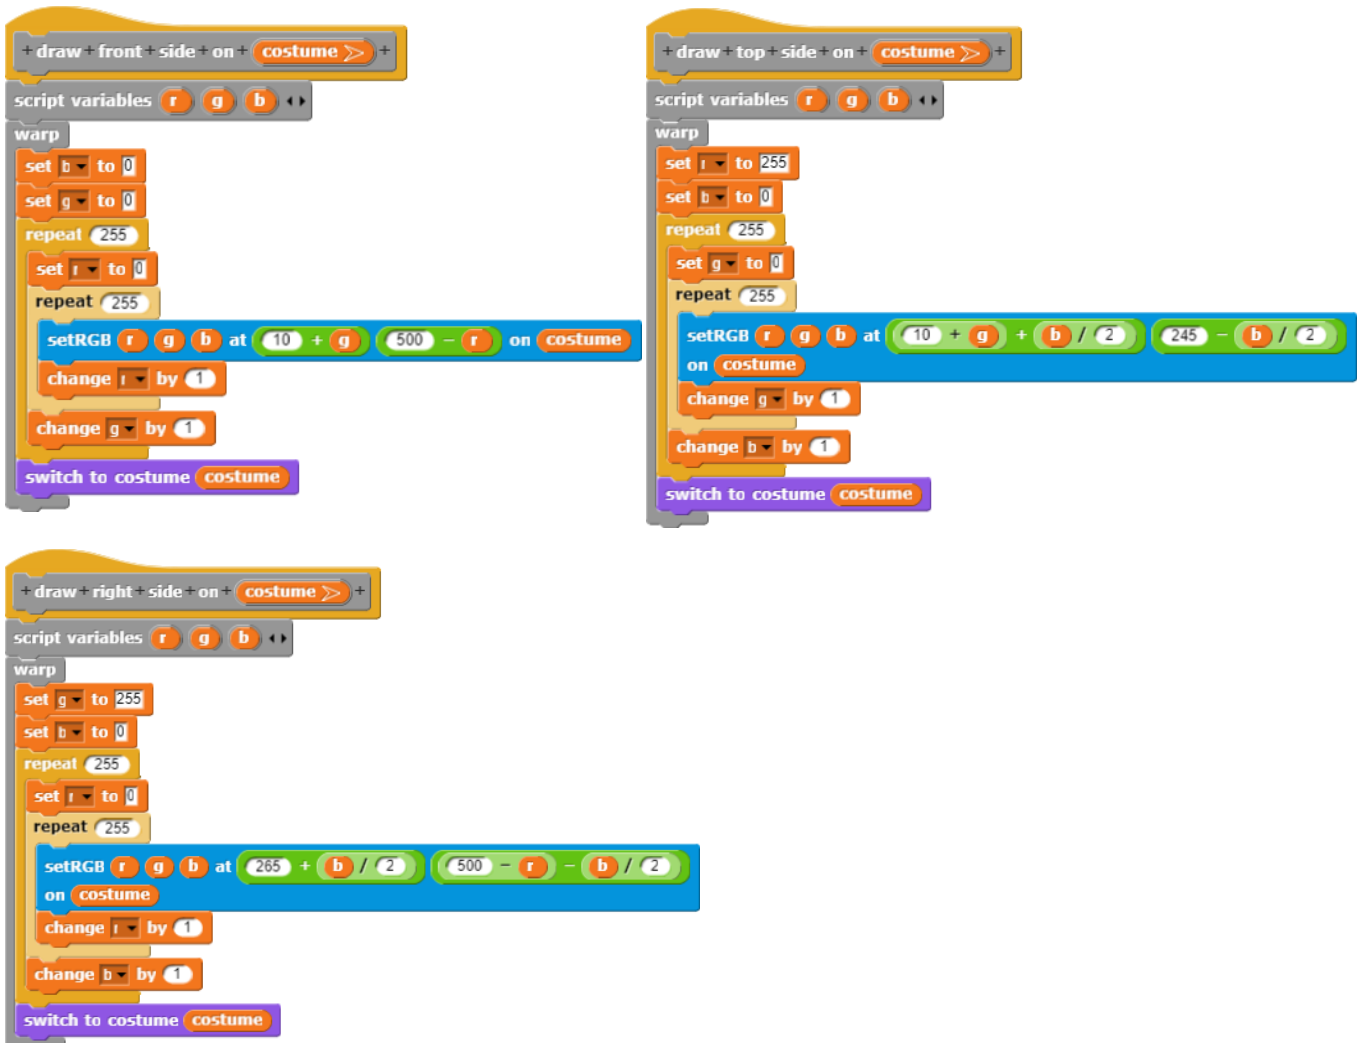 +draw+front+side+on+ costume +
script variables r g b
warp
set b to 0
set g to 0
repeat 255
set r to 0
repeat 255
setRGB r g b at 10 + g 500 - r on costume
change r by 1
change g by 1
switch to costume costume
+draw+top+side+on+ costume +
script variables r g b
warp
set r to 255
set b to 0
repeat 255
set g to 0
repeat 255
setRGB r g b at 10 + g + b / 2 245 - b / 2
on costume
change g by 1
change b by 1
switch to costume costume
+draw+right+side+on+ costume +
script variables r g b
warp
set g to 255
set b to 0
repeat 255
set r to 0
repeat 255
setRGB r g b at 265 + b / 2 500 - r - b / 2
on costume
change r by 1
change b by 1
switch to costume costume